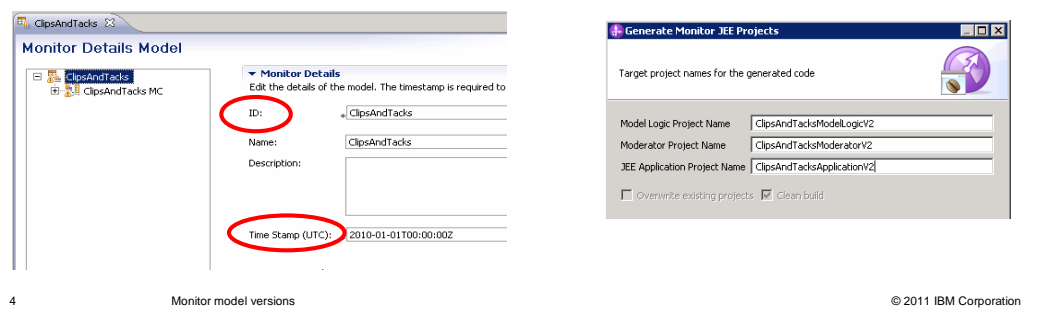 ClipsAndTacks
Monitor Details Model
ClipsAndTacks
ClipsAndTacks MC
Monitor Details
Edit the details of the model. The timestamp is required to
ID: * ClipsAndTacks
Name: ClipsAndTacks
Description:
Time Stamp (UTC): 2010-01-01T00:00:00Z
Generate Monitor JEE Projects
Target project names for the generated code
Model Logic Project Name ClipsAndTacksModelLogicV2
Moderator Project Name ClipsAndTacksModeratorV2
JEE Application Project Name ClipsAndTacksApplicationV2
Overwrite existing projects Clean build
4 Monitor model versions © 2011 IBM Corporation